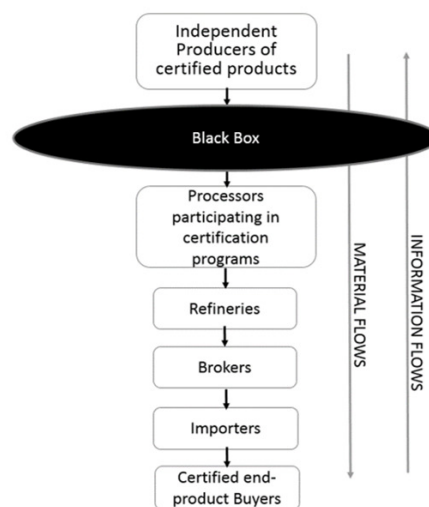 Independent
Producers of
certified products
Black Box
Processors
participating in
certification
programs
Refineries
Brokers
Importers
Certified end-
product Buyers
MATERIAL FLOWS
INFORMATION FLOWS